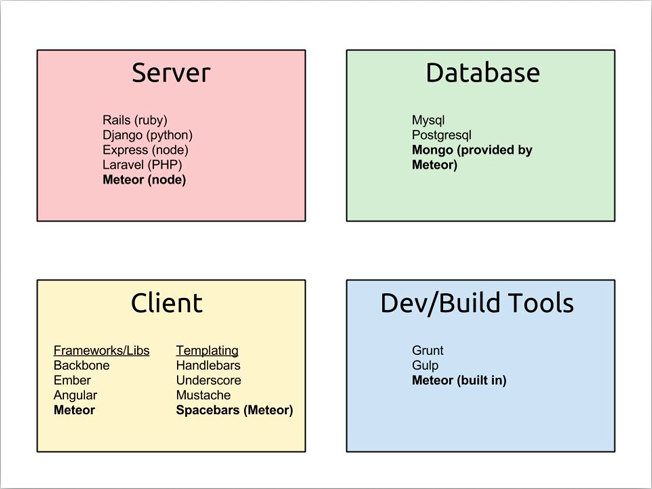 Server
Rails (ruby)
Django (python)
Express (node)
Laravel (PHP)
Meteor (node)
Database
Mysql
Postgresql
Mongo (provided by
Meteor)
Client
Frameworks/Libs
Backbone
Ember
Angular
Meteor
Templating
Handlebars
Underscore
Mustache
Spacebars (Meteor)
Dev/Build Tools
Grunt
Gulp
Meteor (built in)